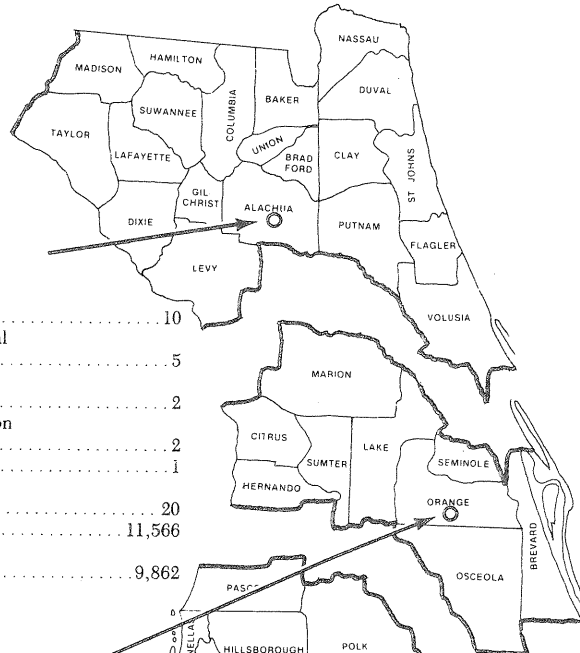 NASSAU
HAMILTON
MADISON
COLUMBIA
BAKER
DUVAL
SUWANNEE
TAYLOR
UNION
LAFAYETTE
BRAD
FORD
CLAY
ST JOHNS
GIL
CHRIST
ALACHUA
DIXIE
PUTNAM
FLAGLER
LEVY
VOLUSIA
10
MARION
5
2
CITRUS
2
LAKE
SUMTER
SEMINOLE
1
HERNANDO
ORANGE
20
11,566
BREVARD
9,862
OSCEOLA
HILLSBOROUGH
POLK